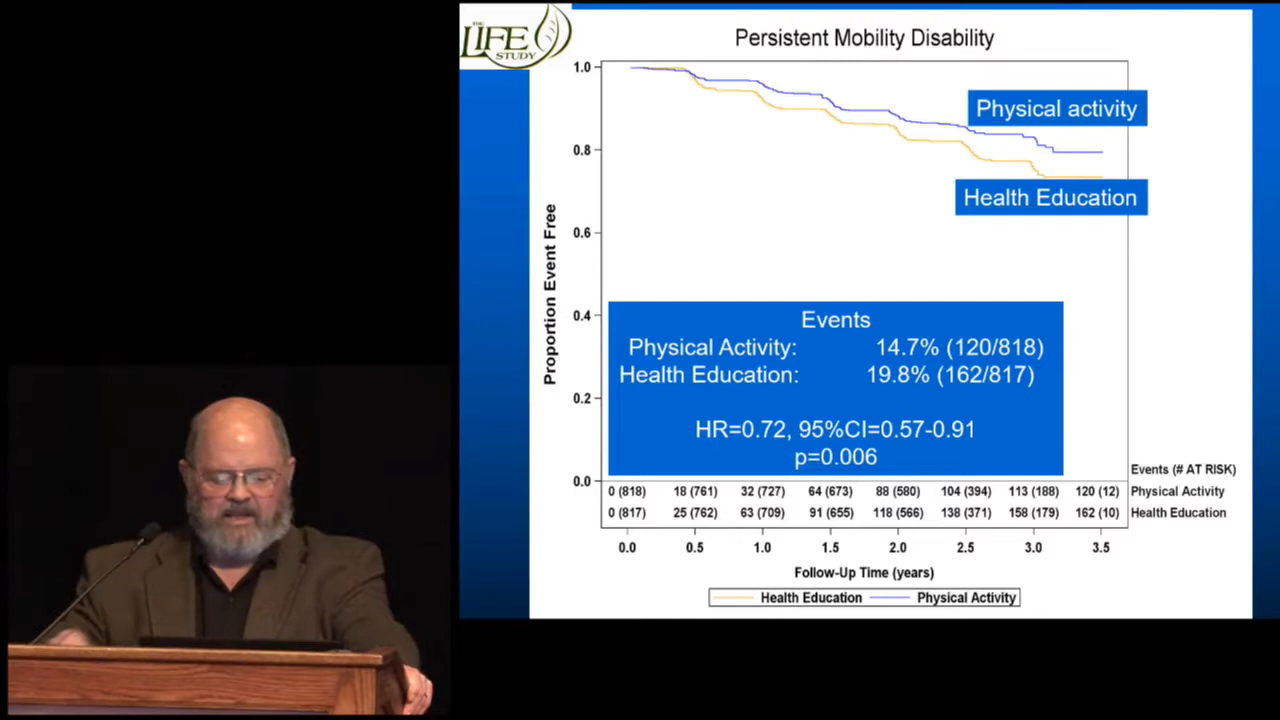 THE
LIFE
STUDY
Persistent Mobility Disability
1.0
0.8
0.6
0.4
0.2
0.0
Proportion Event Free
Physical activity
Health Education
Events
Physical Activity: 14.7% (120/818)
Health Education: 19.8% (162/817)
HR=0.72, 95%CI=0.57-0.91
p=0.006
Events (# AT RISK)
0 (818) 18 (761) 32 (727) 64 (673) 88 (580) 104 (394) 113 (188) 120 (12) Physical Activity
0 (817) 25 (762) 63 (709) 91 (655) 118 (566) 138 (371) 158 (179) 162 (10) Health Education
0.0 0.5 1.0 1.5 2.0 2.5 3.0 3.5
Follow-Up Time (years)
Health Education Physical Activity